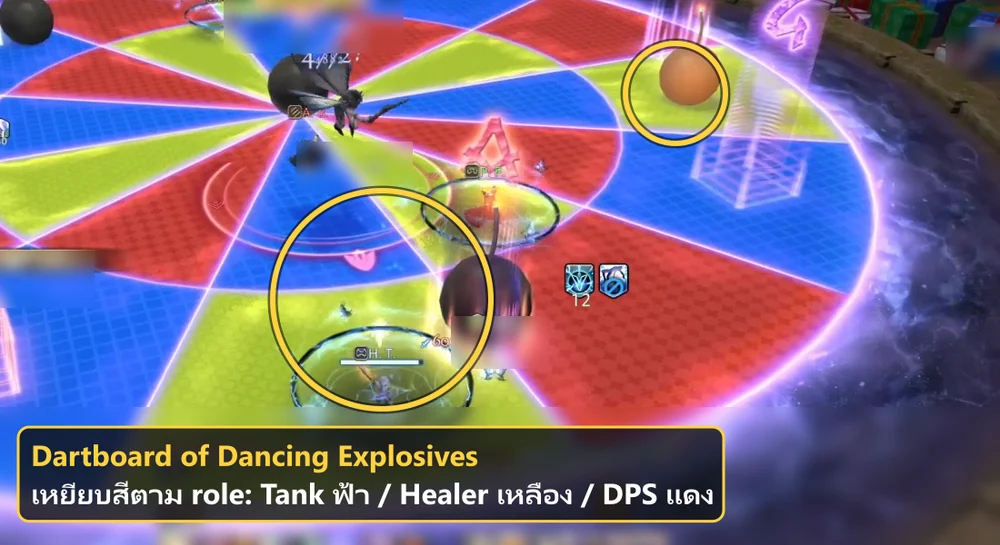 H. T.
12
Dartboard of Dancing Explosives
เหยียบสีตาม role: Tank ฟ้า / Healer เหลือง / DPS แดง